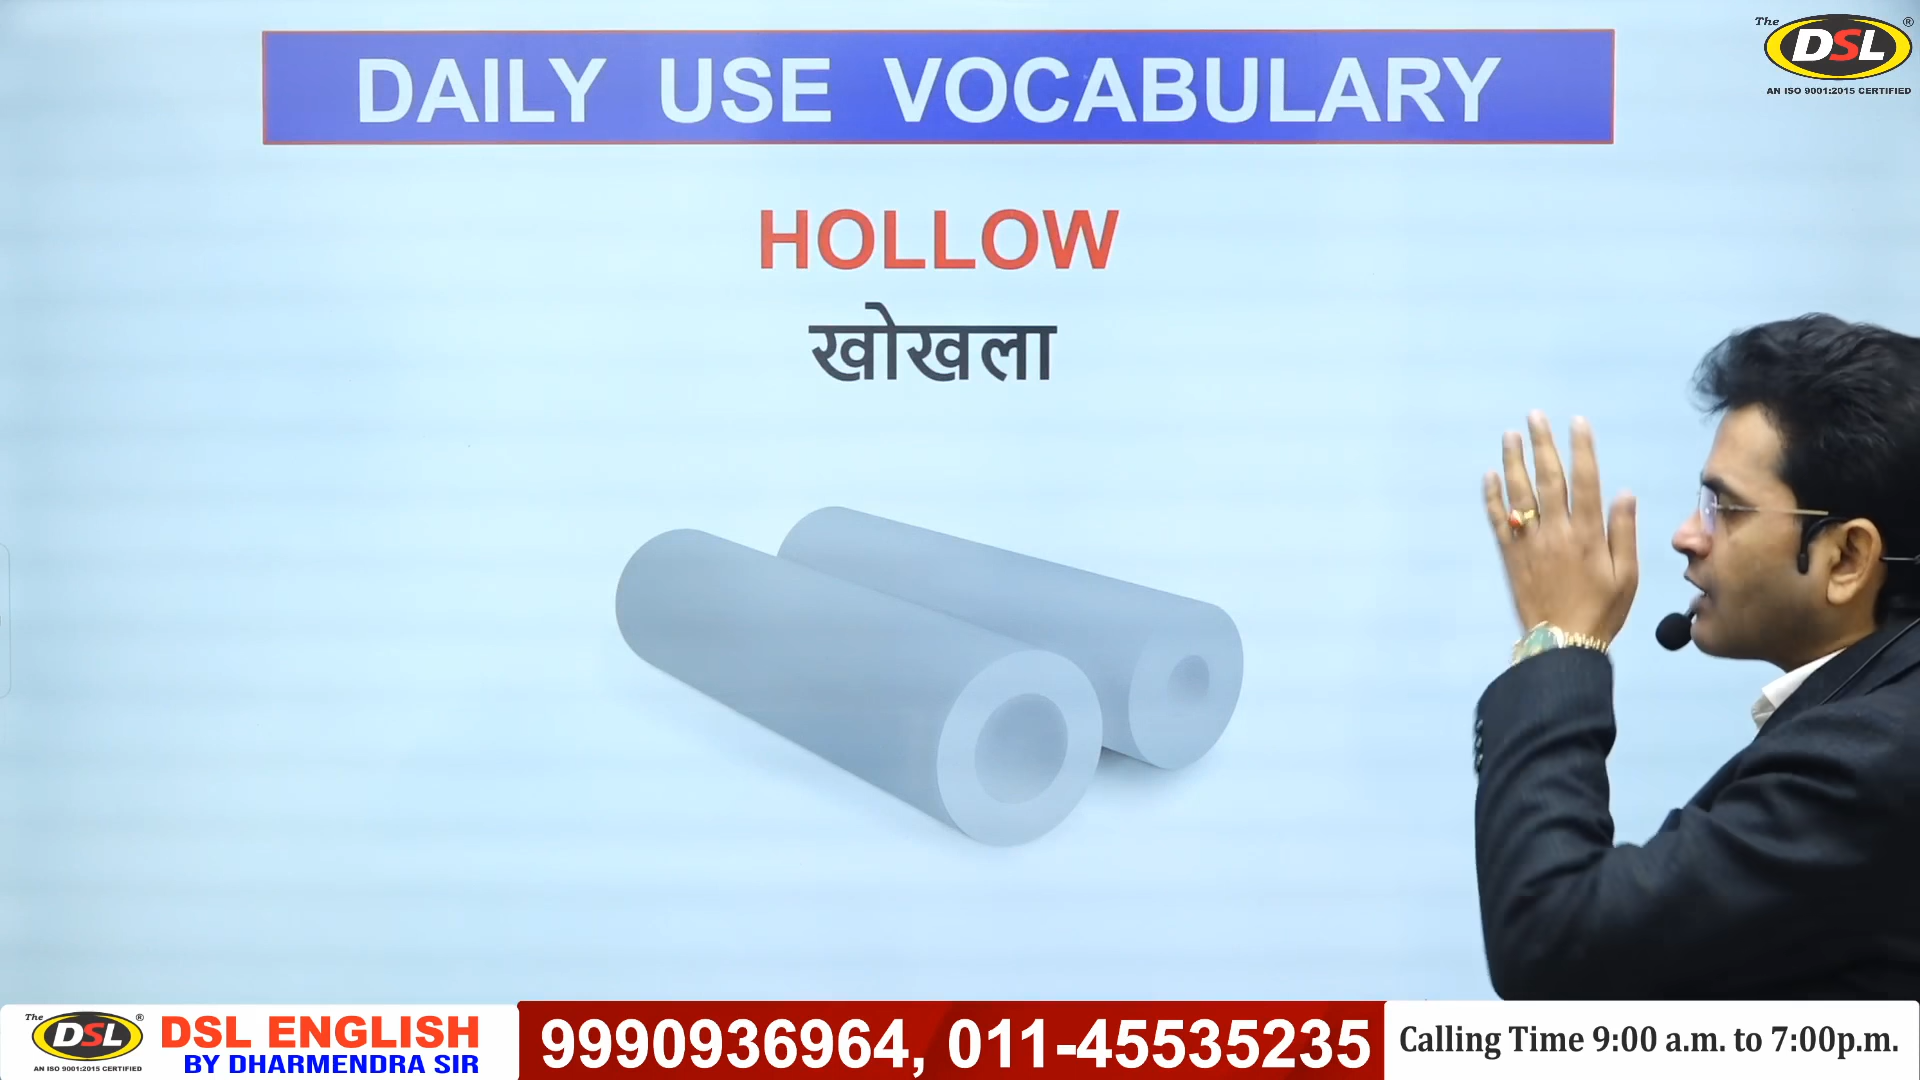 DAILY USE VOCABULARY
The DSL ®
AN ISO 9001:2015 CERTIFIED
HOLLOW
खोखला
The DSL ®
AN ISO 9001:2015 CERTIFIED
DSL ENGLISH
BY DHARMENDRA SIR
9990936964, 011-45535235
Calling Time 9:00 a.m. to 7:00p.m.